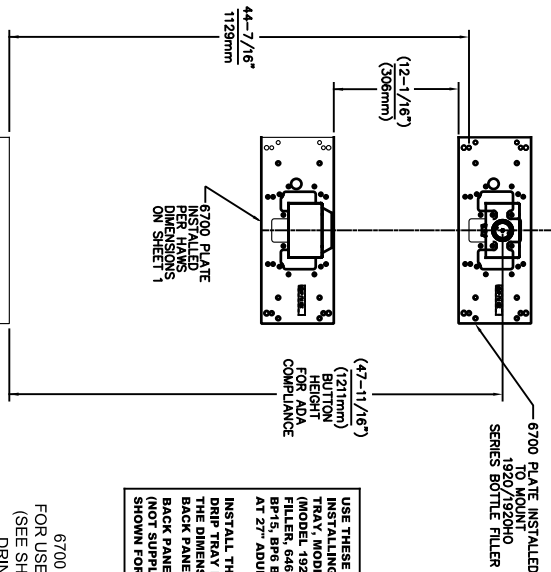 44-7/16"
1129mm
(12-1/16")
(306mm)
6700 PLATE INSTALLED
TO MOUNT
1920/1920HO
SERIES BOTTLE FILLER
6700 PLATE
INSTALLED
PER HAWS
DIMENSIONS
ON SHEET 1
(47-11/16")
(1211mm)
BUTTON
HEIGHT
FOR ADA
COMPLIANCE
USE THESE
INSTALLING
TRAY, MODE
(MODEL 192
FILLER, 646
BP15, BP6 B
AT 27" ADUL
INSTALL TH
DRIP TRAY
THE DIMENS
BACK PANE
BACK PANE
(NOT SUPPL
SHOWN FOR
6700
FOR USE
(SEE SH
DRIN